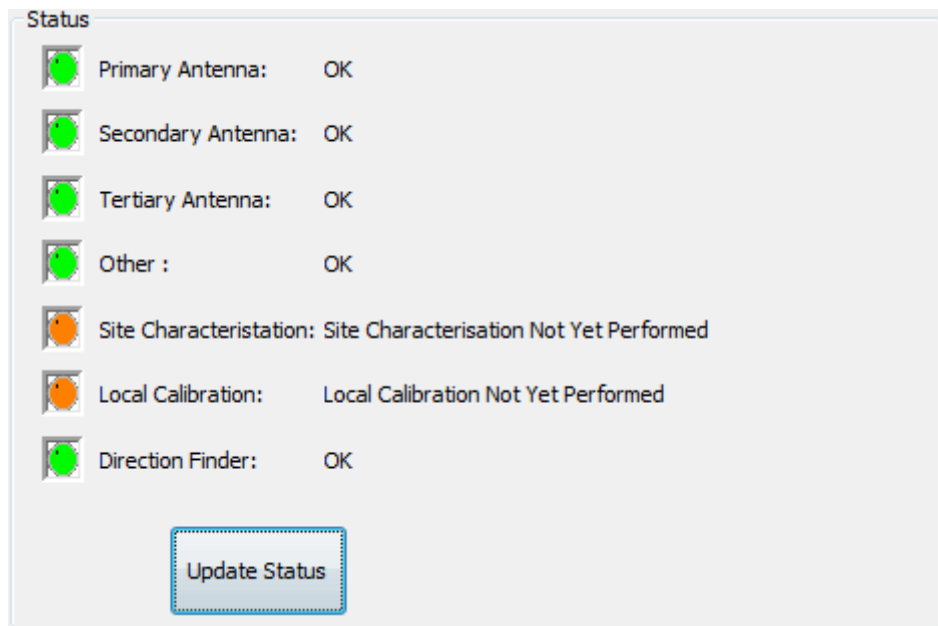 Status
Primary Antenna: OK
Secondary Antenna: OK
Tertiary Antenna: OK
Other : OK
Site Characteristation: Site Characterisation Not Yet Performed
Local Calibration: Local Calibration Not Yet Performed
Direction Finder: OK
Update Status